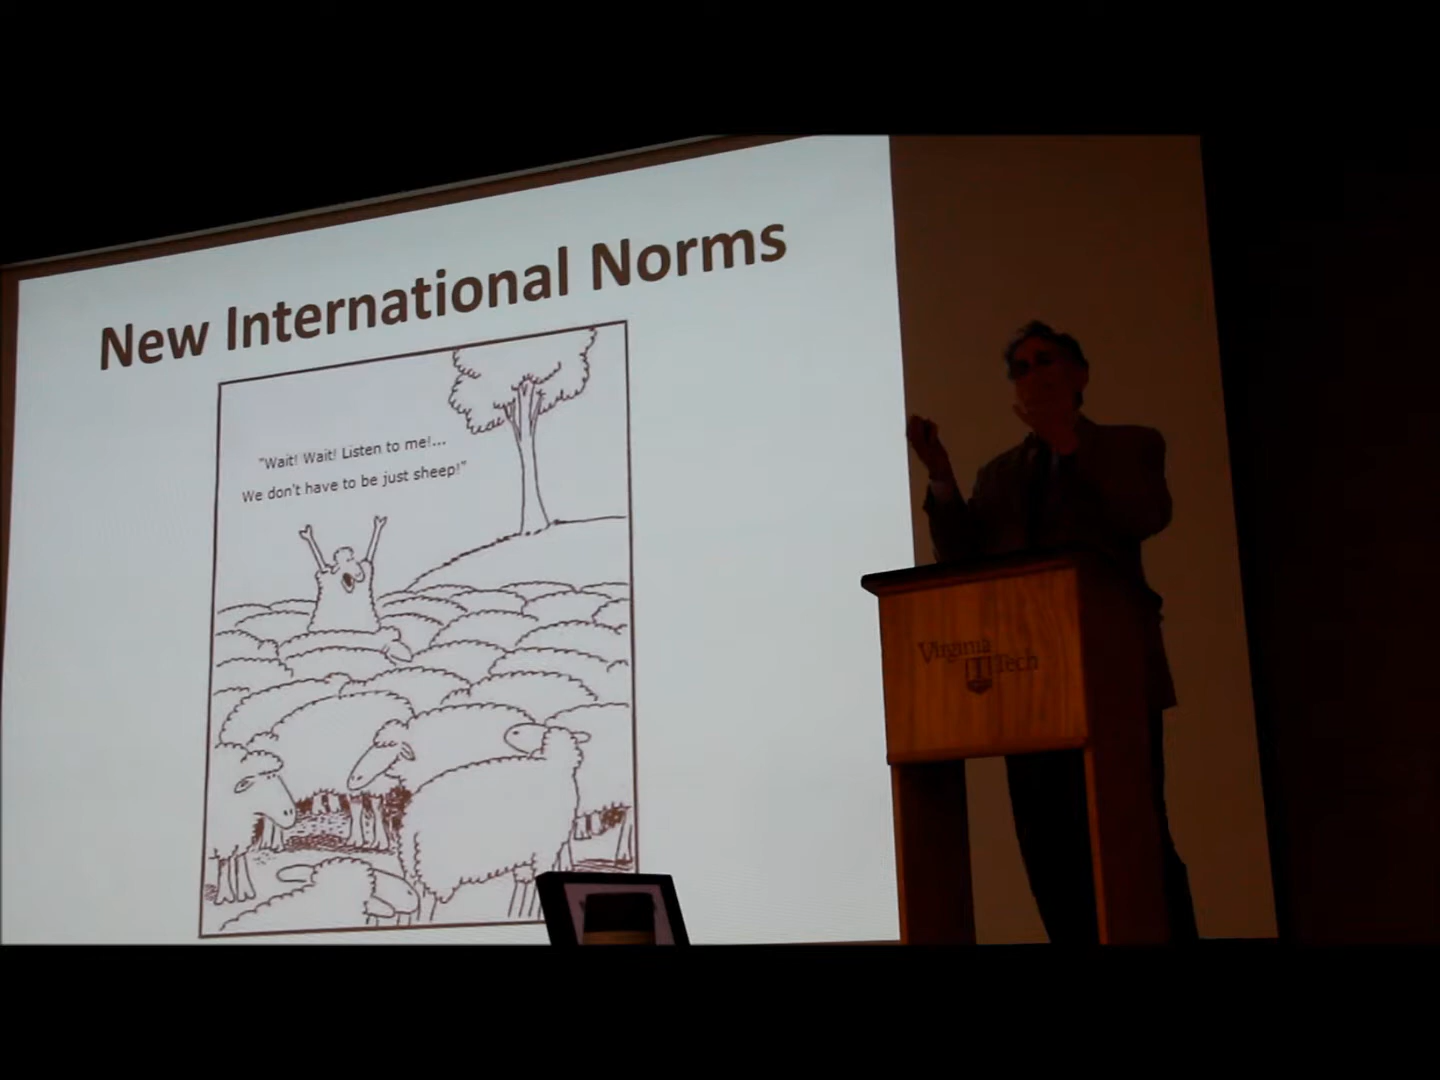 New International Norms
"Wait! Wait! Listen to me!...
We don't have to be just sheep!"
Virginia
Tech